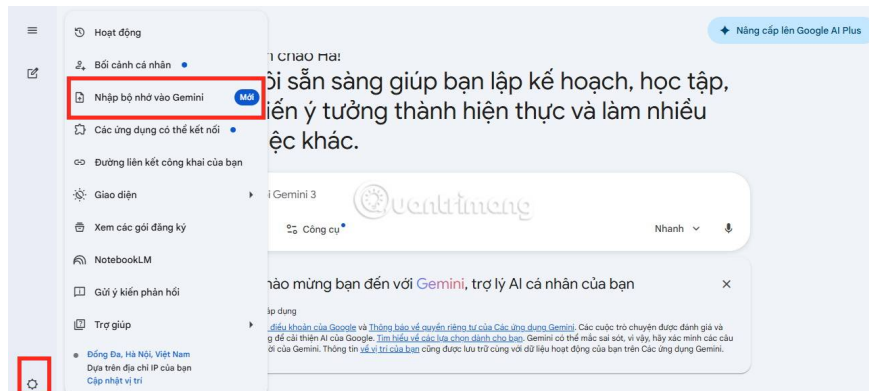 Hoạt động
Bối cảnh cá nhân
Nhập bộ nhớ vào Gemini
Mới
Các ứng dụng có thể kết nối
Đường liên kết công khai của bạn
Giao diện
Xem các gói đăng ký
NotebookLM
Gửi ý kiến phản hồi
Trợ giúp
Đống Đa, Hà Nội, Việt Nam
Dựa trên địa chỉ IP của bạn
Cập nhật vị trí
Nâng cấp lên Google AI Plus
chào Hà!
sẵn sàng giúp bạn lập kế hoạch, học tập,
ý tưởng thành hiện thực và làm nhiều
khác.
Gemini 3
Quantrimang
Công cụ
Nhanh
mừng bạn đến với Gemini, trợ lý AI cá nhân của bạn
dụng
điều khoản của Google và Thông báo về quyền riêng tư của Các ứng dụng Gemini. Các cuộc trò chuyện được đánh giá và
để cải thiện AI của Google. Tìm hiểu về các lựa chọn dành cho bạn. Gemini có thể mắc sai sót, vì vậy, hãy xác minh các câu
của Gemini. Thông tin về vị trí của bạn cũng được lưu trữ cùng với dữ liệu hoạt động của bạn trên Các ứng dụng Gemini.